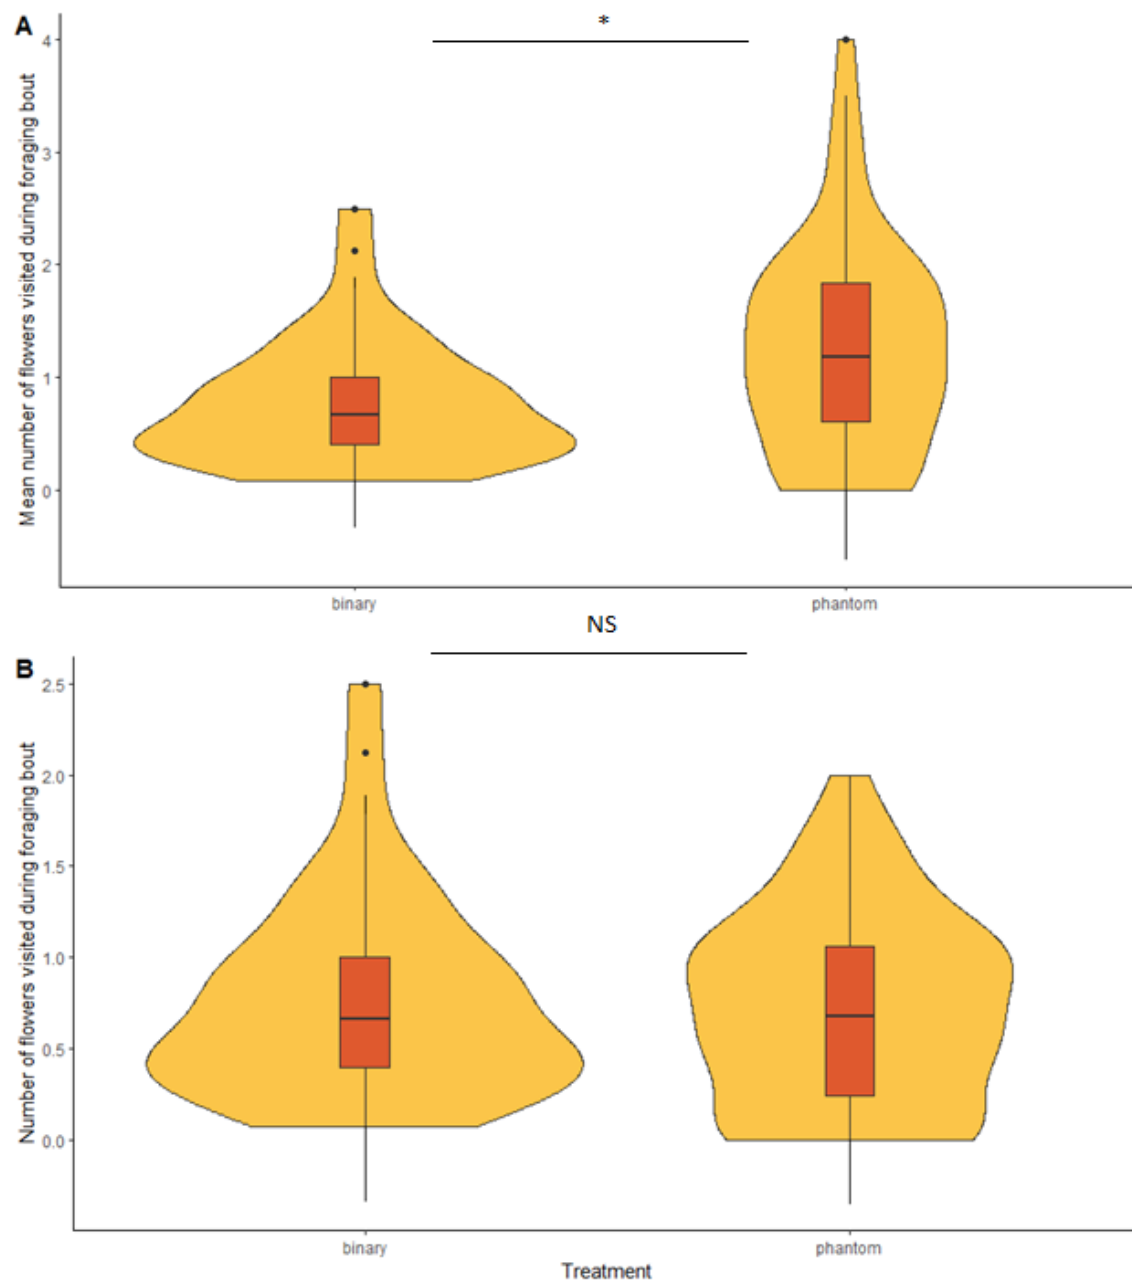 A
*
4
3
2
1
0
Mean number of flowers visited during foraging bout
binary
phantom
NS
B
2.5
2.0
1.5
1.0
0.5
0.0
Number of flowers visited during foraging bout
binary
phantom
Treatment